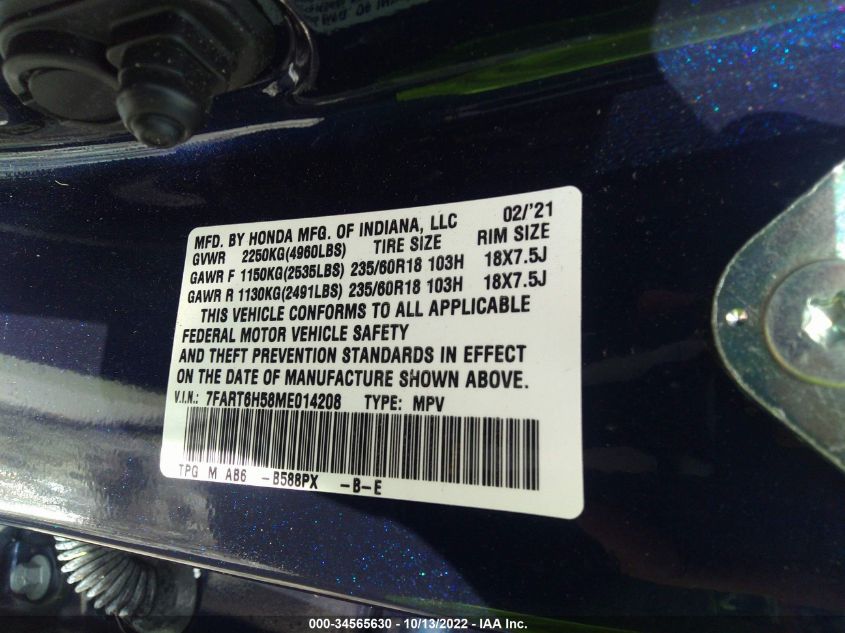 MFD. BY HONDA MFG. OF INDIANA, LLC 02/'21
GVWR 2250KG(4960LBS) TIRE SIZE RIM SIZE
GAWR F 1150KG(2535LBS) 235/60R18 103H 18X7.5J
GAWR R 1130KG(2491LBS) 235/60R18 103H 18X7.5J
THIS VEHICLE CONFORMS TO ALL APPLICABLE
FEDERAL MOTOR VEHICLE SAFETY
AND THEFT PREVENTION STANDARDS IN EFFECT
ON THE DATE OF MANUFACTURE SHOWN ABOVE.
V.I.N.: 7FART6H58ME014208 TYPE: MPV
TPG M AB6 -B588PX -B-E
000-34565630 - 10/13/2022 - IAA Inc.